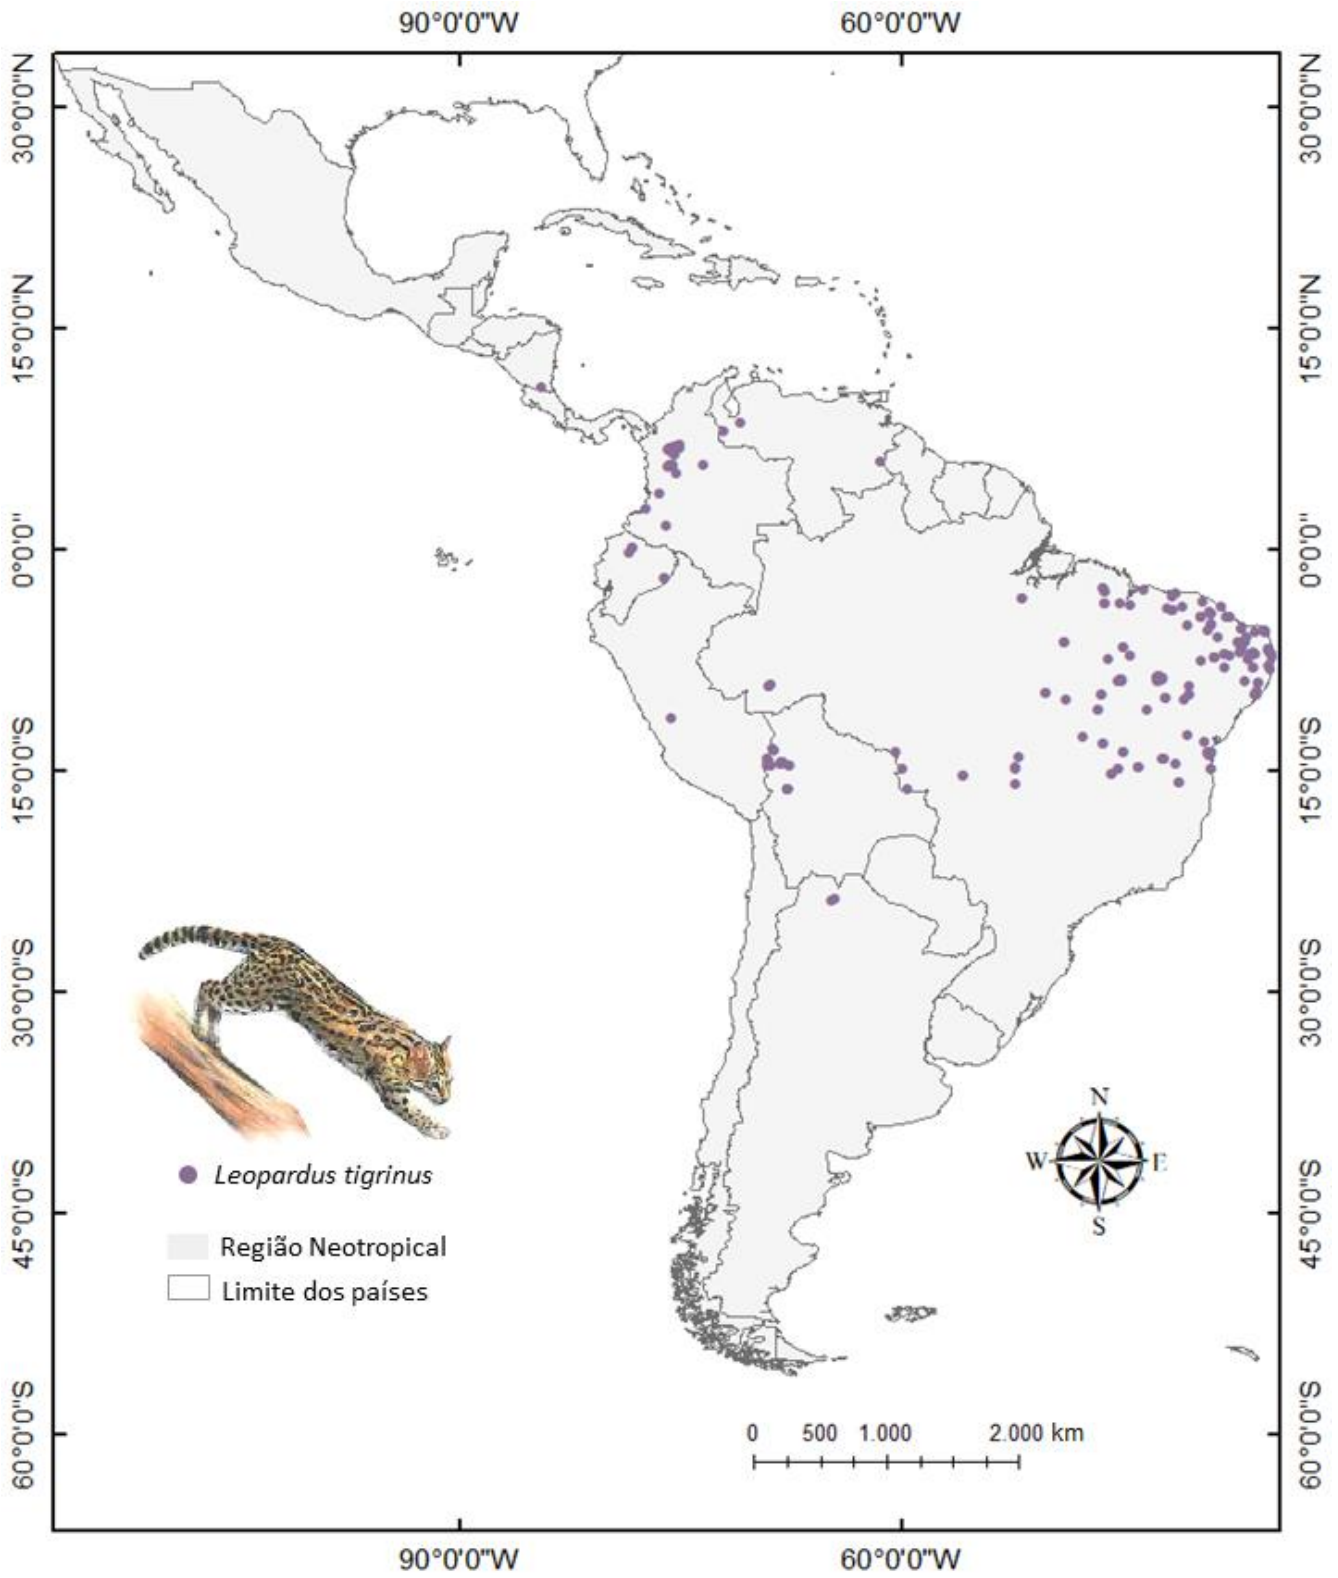 90°0'0"W 60°0'0"W
30°0'0"N 30°0'0"N
15°0'0"N 15°0'0"N
0°0'0" 0°0'0"
15°0'0"S 15°0'0"S
30°0'0"S 30°0'0"S
N
W E
S
Leopardus tigrinus
45°0'0"S 45°0'0"S
Região Neotropical
Limite dos países
0 500 1.000 2.000 km
60°0'0"S 60°0'0"S
90°0'0"W 60°0'0"W